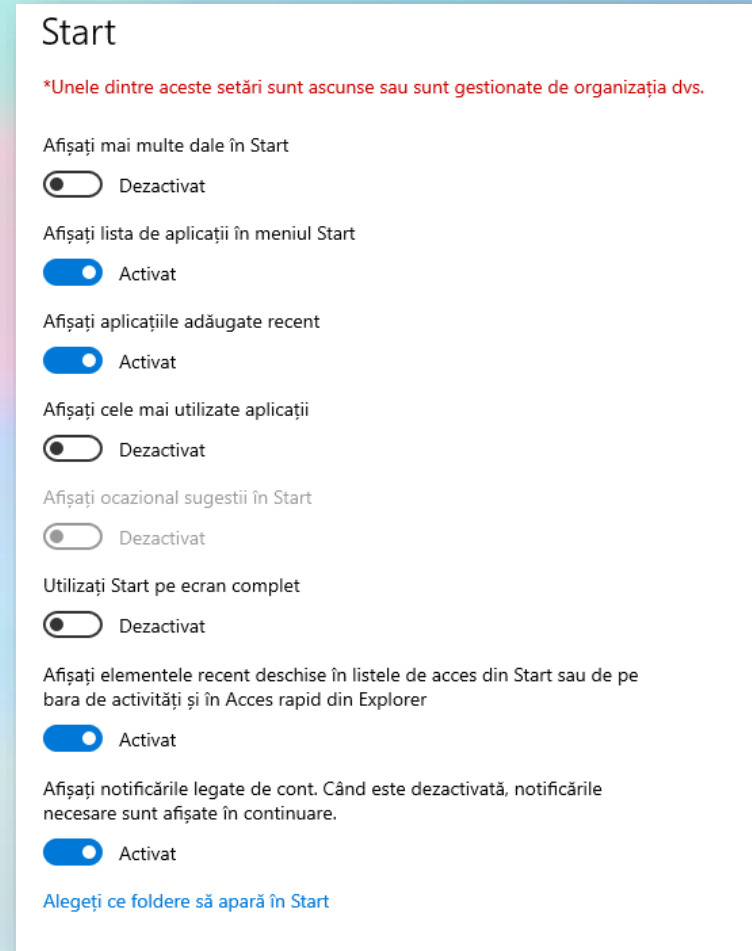 Start
*Unele dintre aceste setări sunt ascunse sau sunt gestionate de organizația dvs.
Afișați mai multe dale în Start
Dezactivat
Afișați lista de aplicații în meniul Start
Activat
Afișați aplicațiile adăugate recent
Activat
Afișați cele mai utilizate aplicații
Dezactivat
Afișați ocazional sugestii în Start
Dezactivat
Utilizați Start pe ecran complet
Dezactivat
Afișați elementele recent deschise în listele de acces din Start sau de pe
bara de activități și în Acces rapid din Explorer
Activat
Afișați notificările legate de cont. Când este dezactivată, notificările
necesare sunt afișate în continuare.
Activat
Alegeți ce foldere să apară în Start